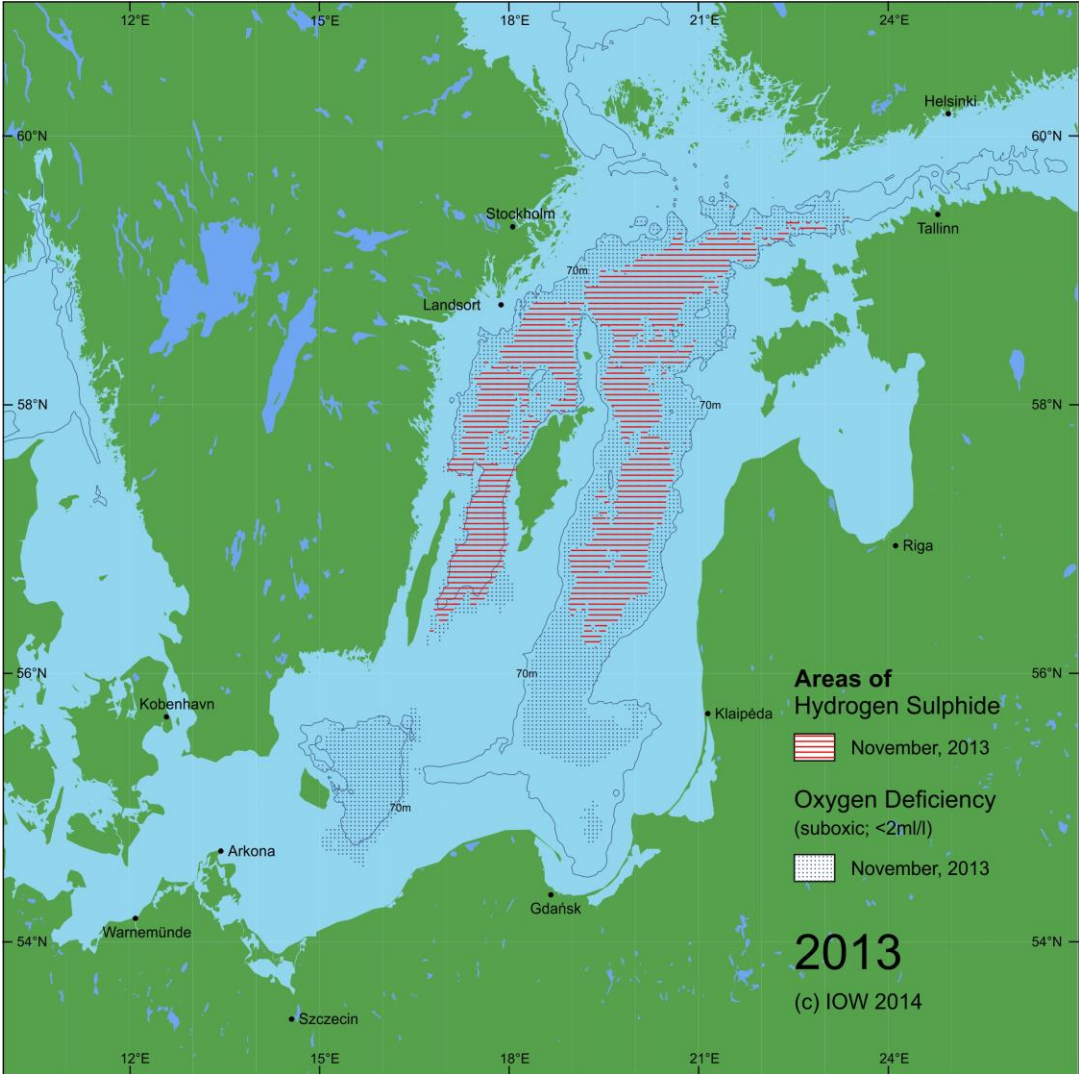 12°E
15°E
18°E
21°E
24°E
Helsinki
60°N
60°N
Stockholm
Tallinn
70m
Landsort
58°N
70m
58°N
Riga
56°N
70m
56°N
Areas of
Hydrogen Sulphide
Kobenhavn
Klaipéda
November, 2013
70m
Oxygen Deficiency
(suboxic; <2ml/l)
Arkona
November, 2013
Gdańsk
Warnemünde
54°N
54°N
2013
(c) IOW 2014
Szczecin
12°E
15°E
18°E
21°E
24°E